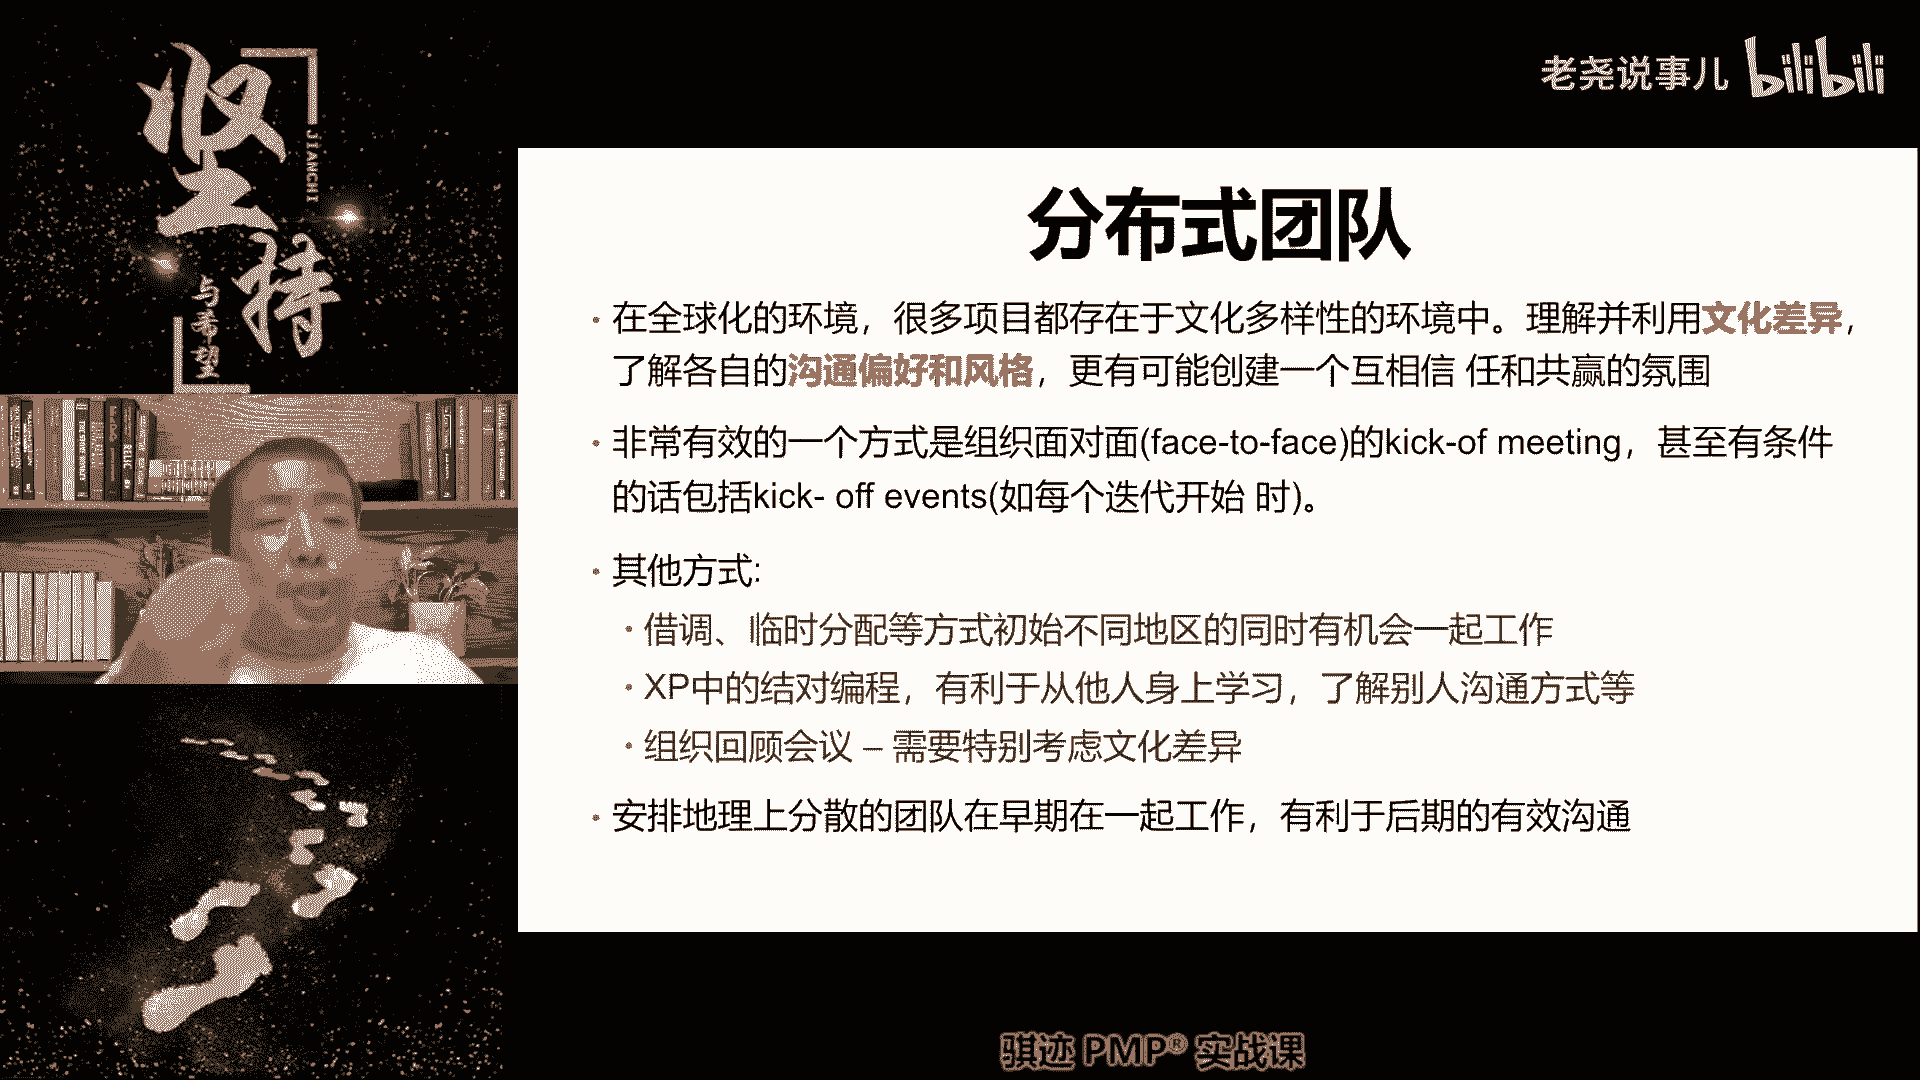 坚持
JIANCHI
与希望
老尧说事儿 bilibili
分布式团队
· 在全球化的环境，很多项目都存在于文化多样性的环境中。理解并利用文化差异，
了解各自的沟通偏好和风格，更有可能创建一个互相信 任和共赢的氛围
· 非常有效的一个方式是组织面对面(face-to-face)的kick-of meeting，甚至有条件
的话包括kick- off events(如每个迭代开始 时)。
· 其他方式:
· 借调、临时分配等方式初始不同地区的同时有机会一起工作
· XP中的结对编程，有利于从他人身上学习，了解别人沟通方式等
· 组织回顾会议 – 需要特别考虑文化差异
· 安排地理上分散的团队在早期在一起工作，有利于后期的有效沟通
骐迹 PMP® 实战课